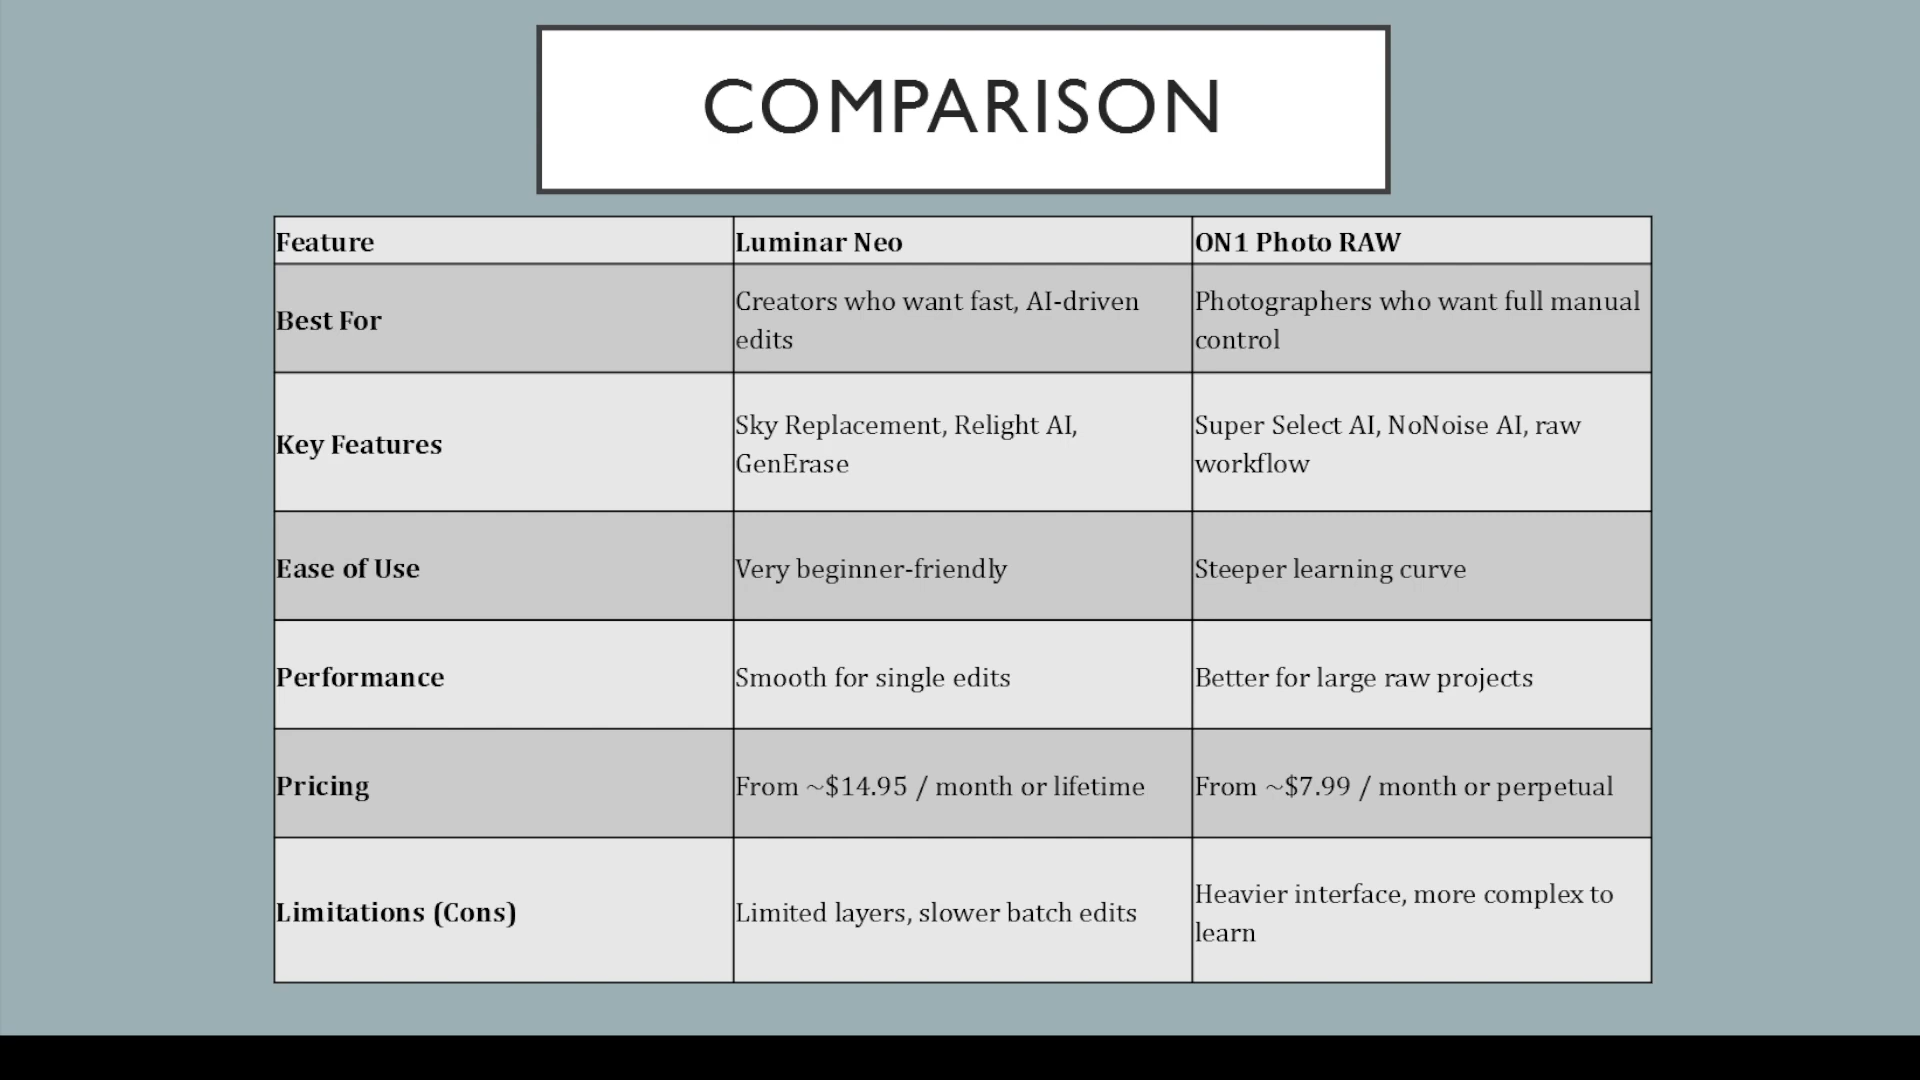 COMPARISON
Feature
Luminar Neo
ON1 Photo RAW
Best For
Creators who want fast, AI-driven
edits
Photographers who want full manual
control
Key Features
Sky Replacement, Relight AI,
GenErase
Super Select AI, NoNoise AI, raw
workflow
Ease of Use
Very beginner-friendly
Steeper learning curve
Performance
Smooth for single edits
Better for large raw projects
Pricing
From ~$14.95 / month or lifetime
From ~$7.99 / month or perpetual
Limitations (Cons)
Limited layers, slower batch edits
Heavier interface, more complex to
learn